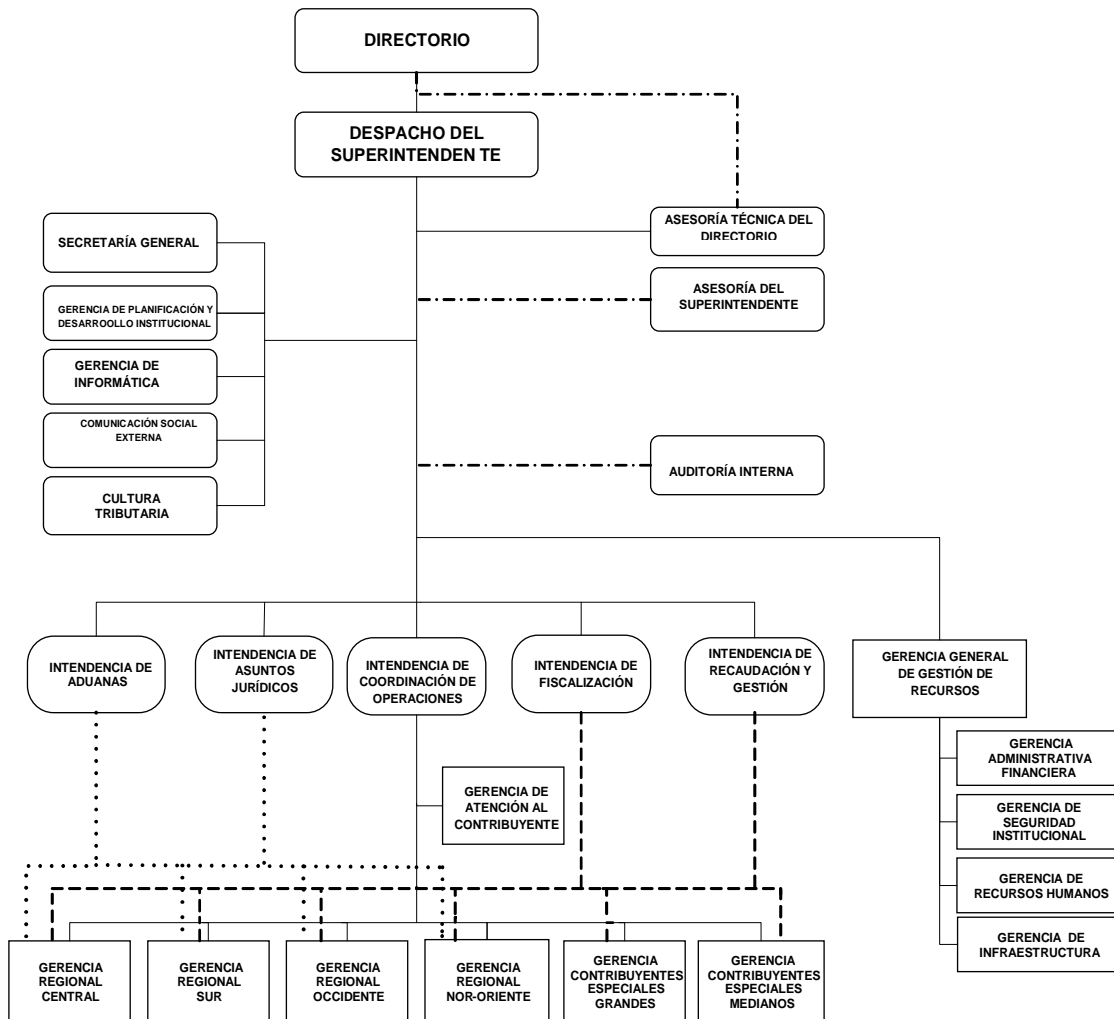 DIRECTORIO
DESPACHO DEL
SUPERINTENDEN TE
ASESORÍA TÉCNICA DEL
DIRECTORIO
SECRETARÍA GENERAL
ASESORÍA DEL
SUPERINTENDENTE
GERENCIA DE PLANIFICACIÓN Y
DESARROOLLO INSTITUCIONAL
GERENCIA DE
INFORMÁTICA
COMUNICACIÓN SOCIAL
EXTERNA
AUDITORÍA INTERNA
CULTURA
TRIBUTARIA
INTENDENCIA DE
ADUANAS
INTENDENCIA DE
ASUNTOS
JURÍDICOS
INTENDENCIA DE
COORDINACIÓN DE
OPERACIONES
INTENDENCIA DE
FISCALIZACIÓN
INTENDENCIA DE
RECAUDACIÓN Y
GESTIÓN
GERENCIA GENERAL
DE GESTIÓN DE
RECURSOS
GERENCIA
ADMINISTRATIVA
FINANCIERA
GERENCIA DE
ATENCIÓN AL
CONTRIBUYENTE
GERENCIA DE
SEGURIDAD
INSTITUCIONAL
GERENCIA DE
RECURSOS HUMANOS
GERENCIA DE
INFRAESTRUCTURA
GERENCIA
REGIONAL
CENTRAL
GERENCIA
REGIONAL
SUR
GERENCIA
REGIONAL
OCCIDENTE
GERENCIA
REGIONAL
NOR-ORIENTE
GERENCIA
CONTRIBUYENTES
ESPECIALES
GRANDES
GERENCIA
CONTRIBUYENTES
ESPECIALES
MEDIANOS